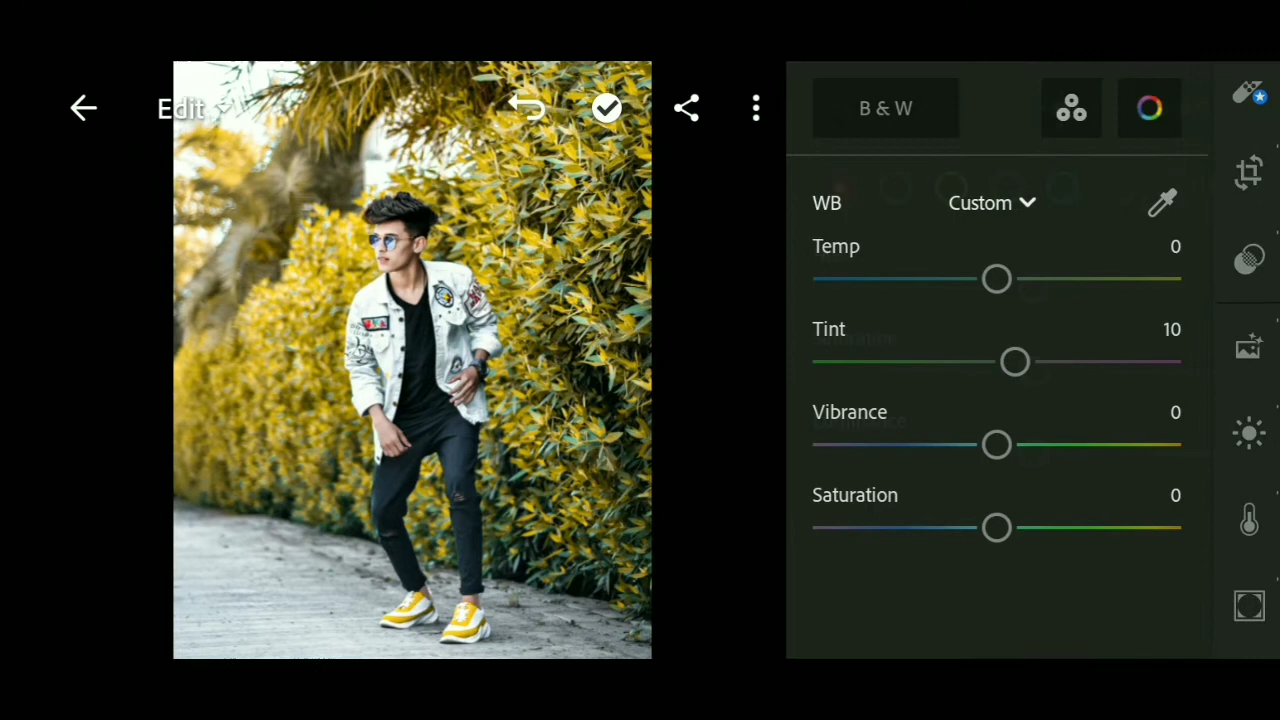 Edit
B & W
WB Custom
Temp 0
Tint 10
Vibrance 0
Saturation 0